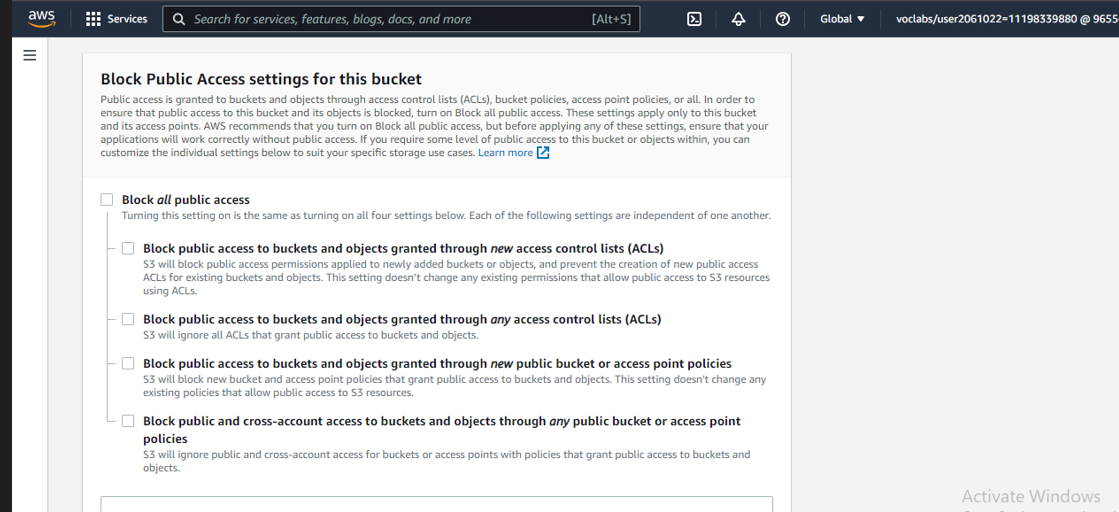 aws
Services
Search for services, features, blogs, docs, and more
[Alt+S]
Global ▼
voclabs/user2061022=11198339880 @ 9655
Block Public Access settings for this bucket
Public access is granted to buckets and objects through access control lists (ACLs), bucket policies, access point policies, or all. In order to
ensure that public access to this bucket and its objects is blocked, turn on Block all public access. These settings apply only to this bucket
and its access points. AWS recommends that you turn on Block all public access, but before applying any of these settings, ensure that your
applications will work correctly without public access. If you require some level of public access to this bucket or objects within, you can
customize the individual settings below to suit your specific storage use cases. Learn more
Block all public access
Turning this setting on is the same as turning on all four settings below. Each of the following settings are independent of one another.
Block public access to buckets and objects granted through new access control lists (ACLs)
S3 will block public access permissions applied to newly added buckets or objects, and prevent the creation of new public access
ACLs for existing buckets and objects. This setting doesn't change any existing permissions that allow public access to S3 resources
using ACLs.
Block public access to buckets and objects granted through any access control lists (ACLs)
S3 will ignore all ACLs that grant public access to buckets and objects.
Block public access to buckets and objects granted through new public bucket or access point policies
S3 will block new bucket and access point policies that grant public access to buckets and objects. This setting doesn't change any
existing policies that allow public access to S3 resources.
Block public and cross-account access to buckets and objects through any public bucket or access point
policies
S3 will ignore public and cross-account access for buckets or access points with policies that grant public access to buckets and
objects.
Activate Windows